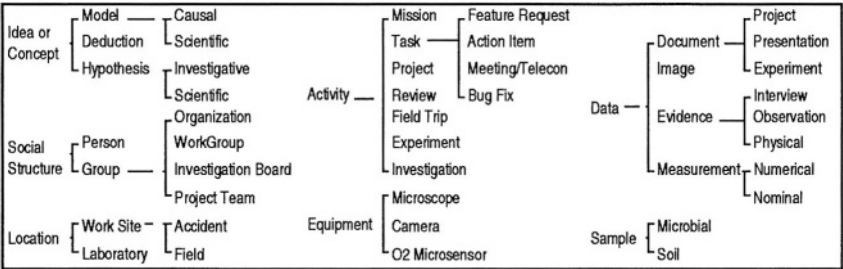 Idea or
Concept
Model
Causal
Scientific
Deduction
Hypothesis
Investigative
Scientific
Social
Structure
Person
Group
Organization
WorkGroup
Investigation Board
Project Team
Location
Work Site
Accident
Field
Laboratory
Activity
Mission
Task
Feature Request
Action Item
Meeting/Telecon
Bug Fix
Project
Review
Field Trip
Experiment
Investigation
Equipment
Microscope
Camera
O2 Microsensor
Data
Document
Project
Presentation
Experiment
Image
Evidence
Interview
Observation
Physical
Measurement
Numerical
Nominal
Sample
Microbial
Soil